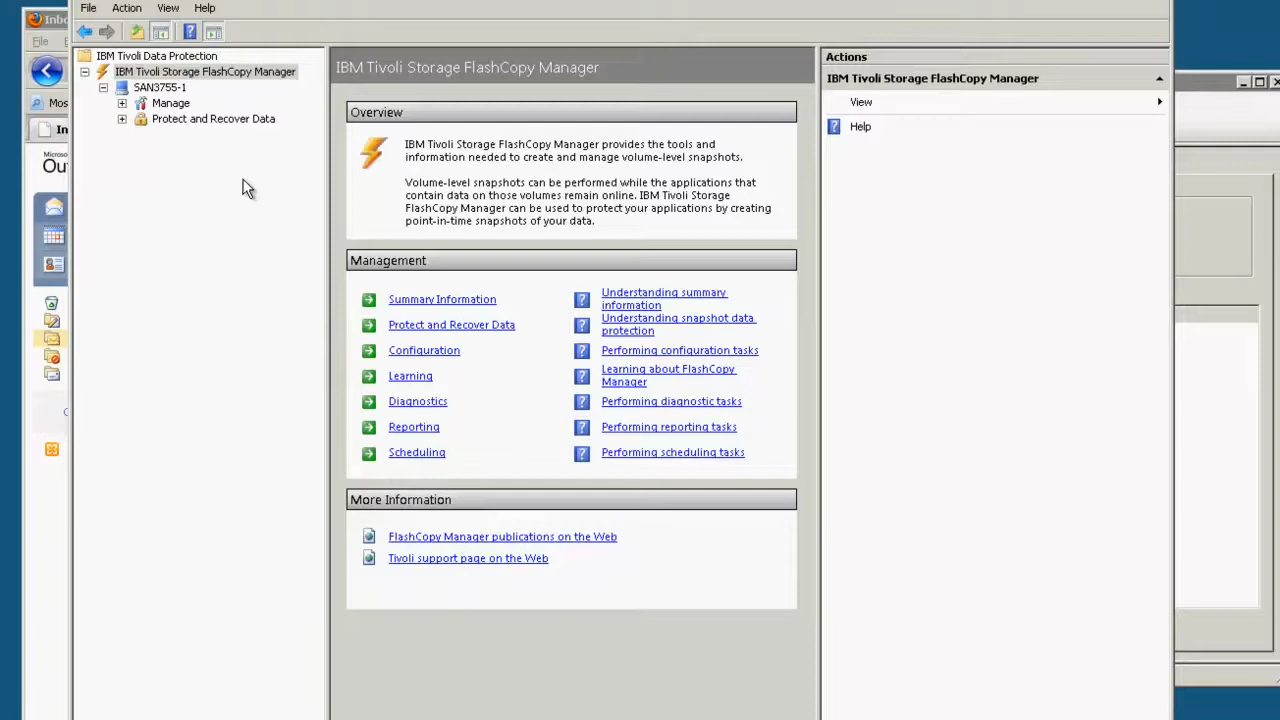 File Action View Help
Inbo
File
Mos
In
Microso
Ou
IBM Tivoli Data Protection
IBM Tivoli Storage FlashCopy Manager
SAN3755-1
Manage
Protect and Recover Data
IBM Tivoli Storage FlashCopy Manager
Overview
IBM Tivoli Storage FlashCopy Manager provides the tools and
information needed to create and manage volume-level snapshots.
Volume-level snapshots can be performed while the applications that
contain data on those volumes remain online. IBM Tivoli Storage
FlashCopy Manager can be used to protect your applications by creating
point-in-time snapshots of your data.
Management
Summary Information
Protect and Recover Data
Configuration
Learning
Diagnostics
Reporting
Scheduling
Understanding summary
information
Understanding snapshot data
protection
Performing configuration tasks
Learning about FlashCopy
Manager
Performing diagnostic tasks
Performing reporting tasks
Performing scheduling tasks
More Information
FlashCopy Manager publications on the Web
Tivoli support page on the Web
Actions
IBM Tivoli Storage FlashCopy Manager
View
Help